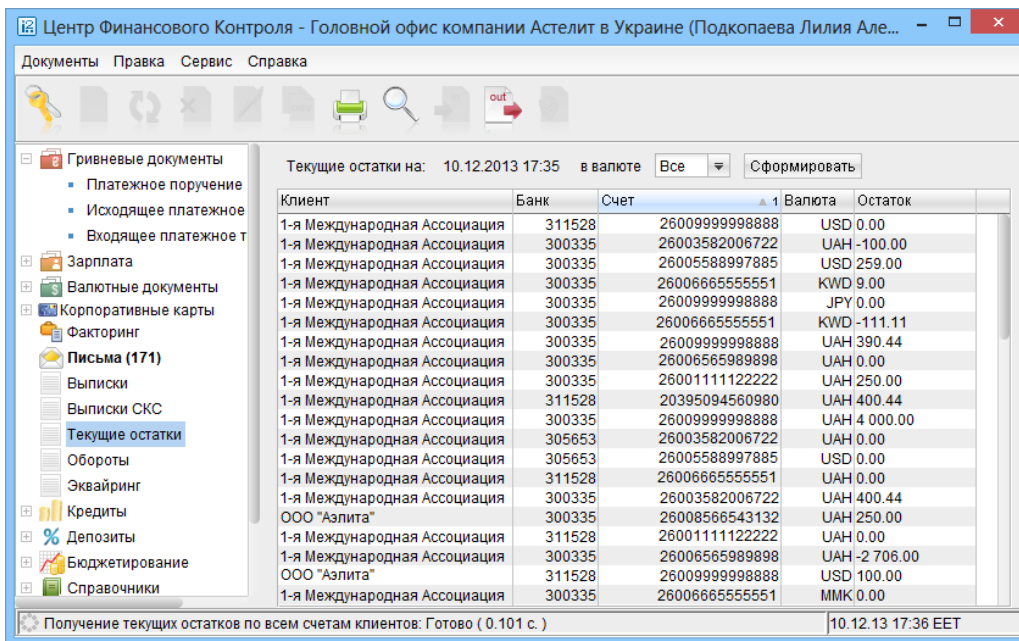 Центр Финансового Контроля - Головной офис компании Астелит в Украине (Подкопаева Лилия Але...
Документы Правка Сервис Справка
out
Гривневые документы
Платежное поручение
Исходящее платежное
Входящее платежное т
Зарплата
Валютные документы
Корпоративные карты
Факторинг
Письма (171)
Выписки
Выписки СКС
Текущие остатки
Обороты
Эквайринг
Кредиты
Депозиты
Бюджетирование
Справочники
Текущие остатки на: 10.12.2013 17:35 в валюте Все Сформировать
Клиент Банк Счет 1 Валюта Остаток
1-я Международная Ассоциация 311528 26009999998888 USD 0.00
1-я Международная Ассоциация 300335 26003582006722 UAH -100.00
1-я Международная Ассоциация 300335 26005588997885 USD 259.00
1-я Международная Ассоциация 300335 26006665555551 KWD 9.00
1-я Международная Ассоциация 300335 26009999998888 JPY 0.00
1-я Международная Ассоциация 300335 26006665555551 KWD -111.11
1-я Международная Ассоциация 300335 26009999998888 UAH 390.44
1-я Международная Ассоциация 300335 26006565989898 UAH 0.00
1-я Международная Ассоциация 300335 26001111122222 UAH 250.00
1-я Международная Ассоциация 311528 20395094560980 UAH 400.44
1-я Международная Ассоциация 300335 26009999998888 UAH 4 000.00
1-я Международная Ассоциация 305653 26003582006722 UAH 0.00
1-я Международная Ассоциация 305653 26005588997885 USD 0.00
1-я Международная Ассоциация 311528 26006665555551 UAH 0.00
1-я Международная Ассоциация 300335 26003582006722 UAH 400.44
ООО "Аэлита" 300335 26008566543132 UAH 250.00
1-я Международная Ассоциация 311528 26001111122222 UAH 0.00
1-я Международная Ассоциация 300335 26006565989898 UAH -2 706.00
ООО "Аэлита" 311528 26009999998888 USD 100.00
1-я Международная Ассоциация 300335 26006665555551 MMK 0.00
Получение текущих остатков по всем счетам клиентов: Готово ( 0.101 с. ) 10.12.13 17:36 EET